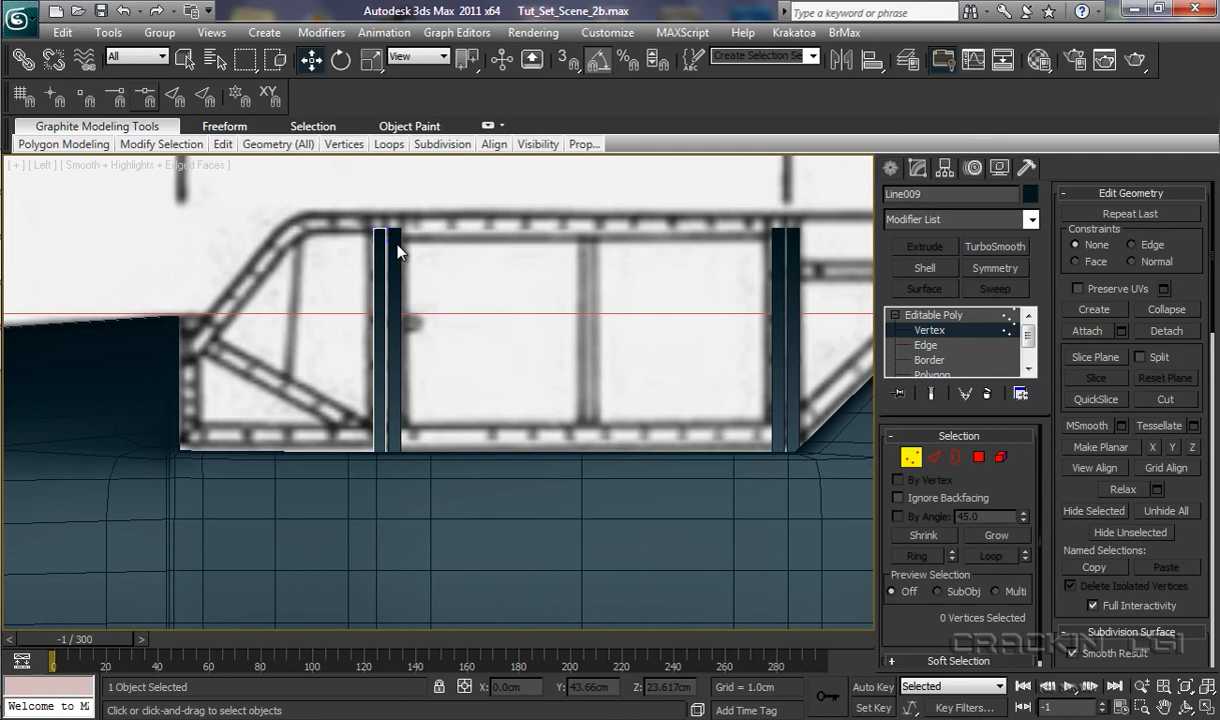 Autodesk 3ds Max 2011 x64 Tut_Set_Scene_2b.max
Type a keyword or phrase
Edit Tools Group Views Create Modifiers Animation Graph Editors Rendering Customize MAXScript Help Krakatoa BrMax
All View Create Selection Se
XY
Graphite Modeling Tools Freeform Selection Object Paint
Polygon Modeling Modify Selection Edit Geometry (All) Vertices Loops Subdivision Align Visibility Prop...
[ + ] [ Left ] [ Smooth + Highlights + Edged Faces ]
Line009
Modifier List
Extrude TurboSmooth
Shell Symmetry
Surface Sweep
Editable Poly
Vertex
Edge
Border
Polygon
Selection
By Vertex
Ignore Backfacing
By Angle: 45.0
Shrink Grow
Ring Loop
Preview Selection
Off SubObj Multi
0 Vertices Selected
Soft Selection
Edit Geometry
Repeat Last
Constraints
None Edge
Face Normal
Preserve UVs
Create Collapse
Attach Detach
Slice Plane Split
Slice Reset Plane
QuickSlice Cut
MSmooth Tessellate
Make Planar X Y Z
View Align Grid Align
Relax
Hide Selected Unhide All
Hide Unselected
Named Selections:
Copy Paste
Delete Isolated Vertices
Full Interactivity
Subdivision Surface
Smooth Result
CRACKIN CGI
-1 / 300
0 20 40 60 80 100 120 140 160 180 200 220 240 260 280
1 Object Selected X: 0.0cm Y: 43.66cm Z: 23.617cm Grid = 1.0cm Auto Key Selected
Welcome to MA Click or click-and-drag to select objects Add Time Tag Set Key Key Filters... -1